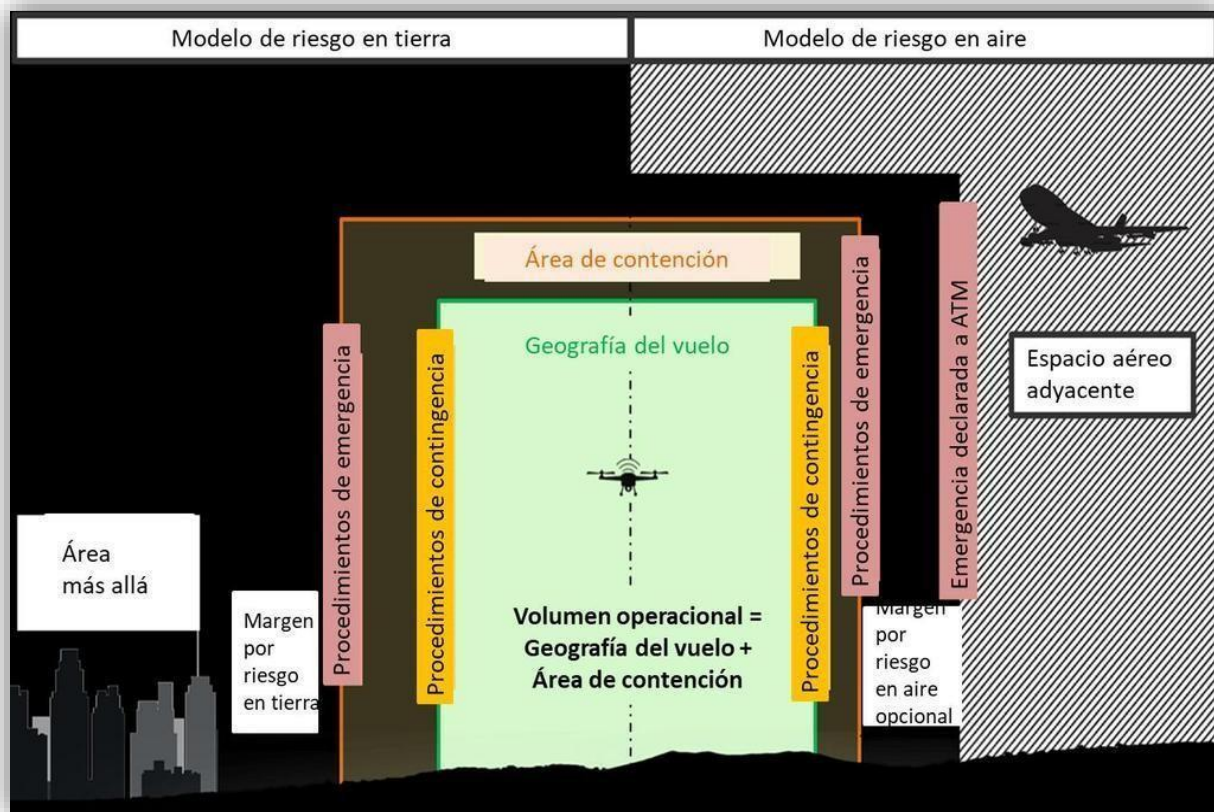 Modelo de riesgo en tierra
Modelo de riesgo en aire
Área de contención
Geografía del vuelo
Procedimientos de emergencia
Procedimientos de contingencia
Procedimientos de contingencia
Procedimientos de emergencia
Emergencia declarada a ATM
Espacio aéreo
adyacente
Área
más allá
Margen
por
riesgo
en tierra
Volumen operacional =
Geografía del vuelo +
Área de contención
Margen
por
riesgo
en aire
opcional